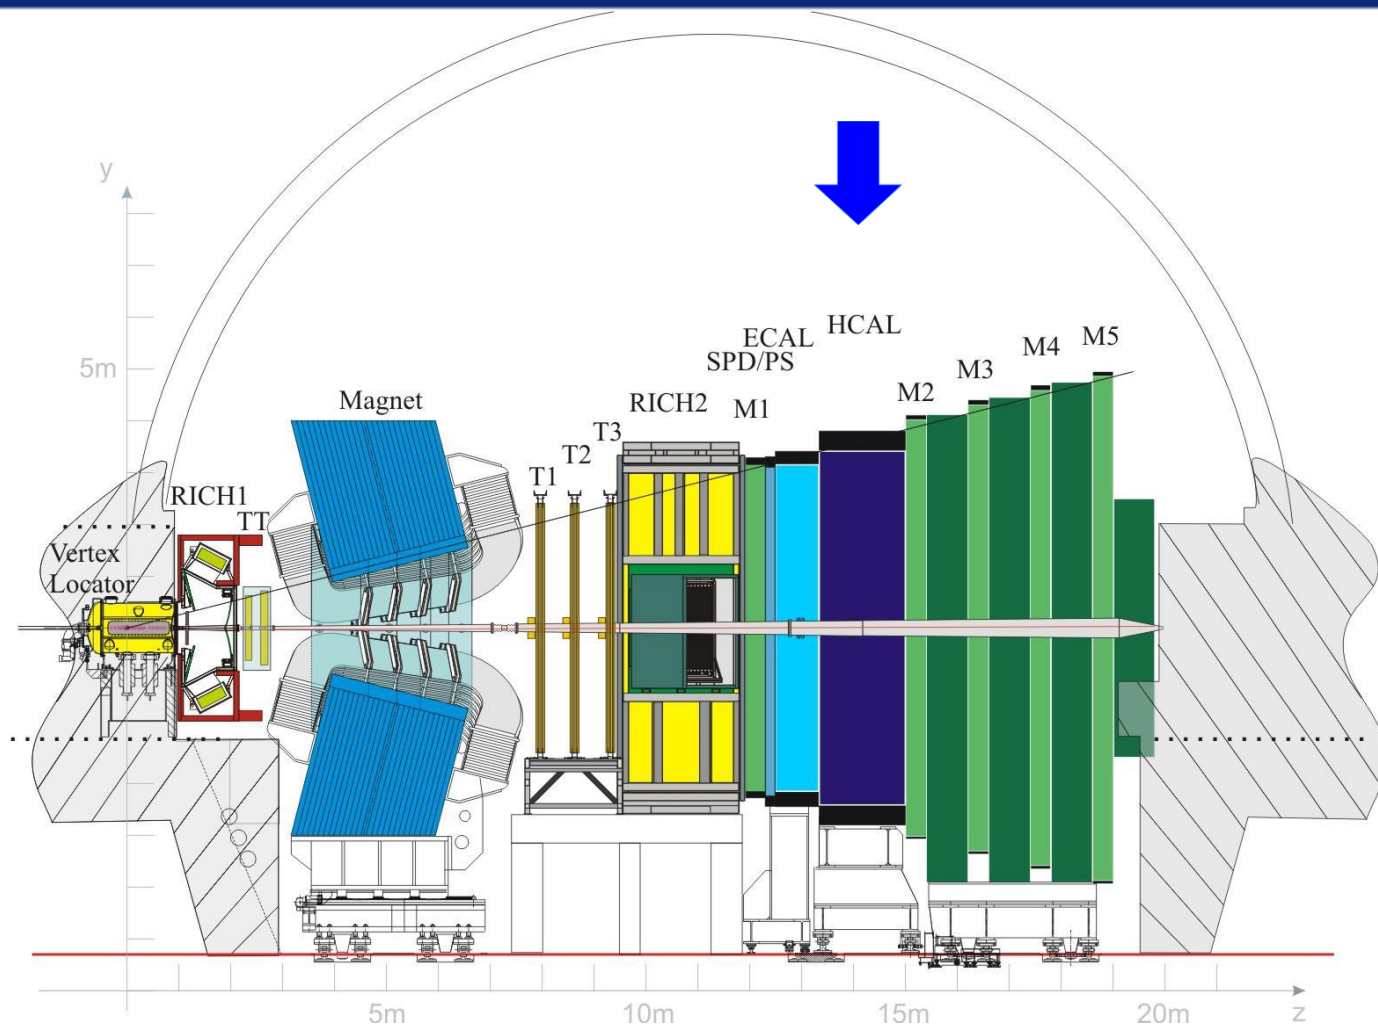 y
5m
HCAL
ECAL
SPD/PS
M5
M4
M3
M2
M1
RICH2
Magnet
T3
T2
T1
RICH1
TT
Vertex
Locator
5m
10m
15m
20m
z